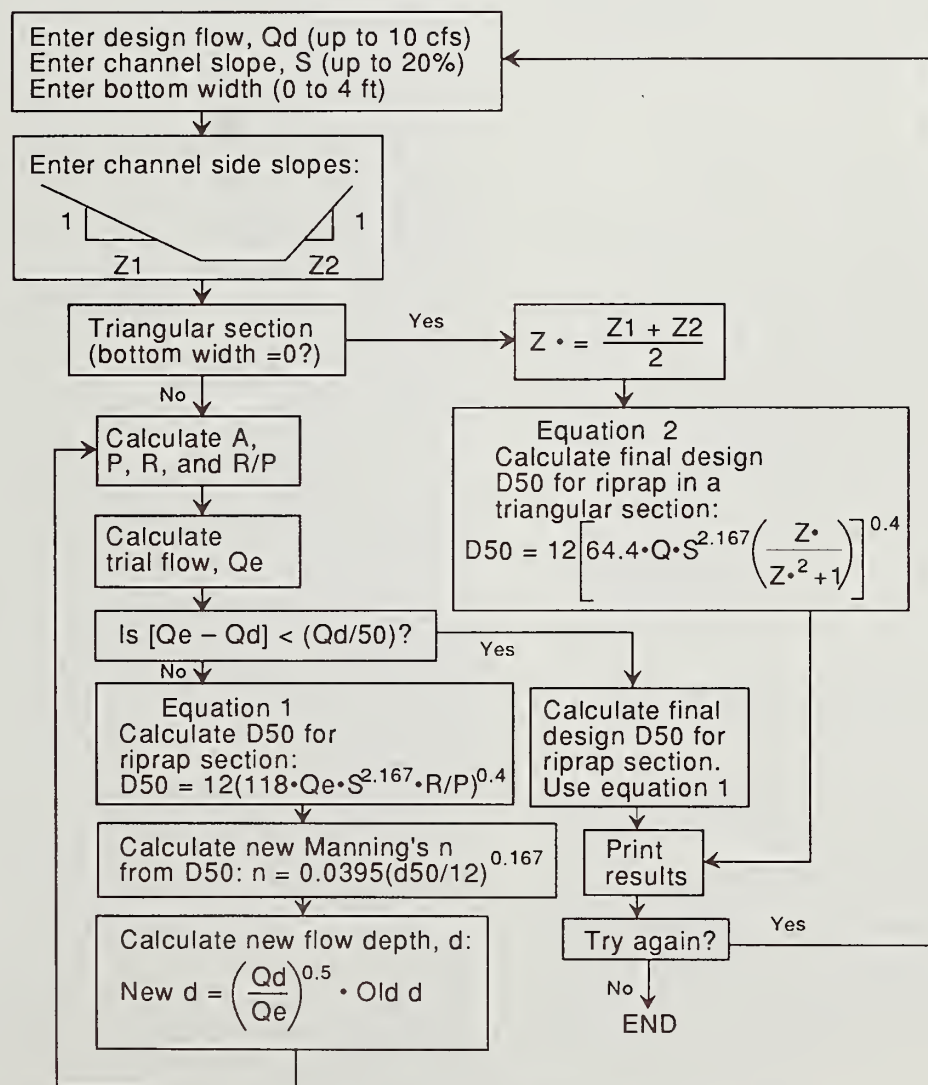 Enter design flow, Qd (up to 10 cfs)
Enter channel slope, S (up to 20%)
Enter bottom width (0 to 4 ft)
Enter channel side slopes:
1
1
Z1
Z2
Triangular section
(bottom width =0?)
Yes
Z • = Z1 + Z2 / 2
No
Calculate A,
P, R, and R/P
Equation 2
Calculate final design
D50 for riprap in a
triangular section:
D50 = 12[64.4•Q•S^2.167(Z•/Z•^2+1)]^0.4
Calculate
trial flow, Qe
Is [Qe – Qd] < (Qd/50)?
Yes
No
Equation 1
Calculate D50 for
riprap section:
D50 = 12(118•Qe•S^2.167•R/P)^0.4
Calculate final
design D50 for
riprap section.
Use equation 1
Calculate new Manning's n
from D50: n = 0.0395(d50/12)^0.167
Print
results
Calculate new flow depth, d:
New d = (Qd/Qe)^0.5 • Old d
Try again?
Yes
No
END